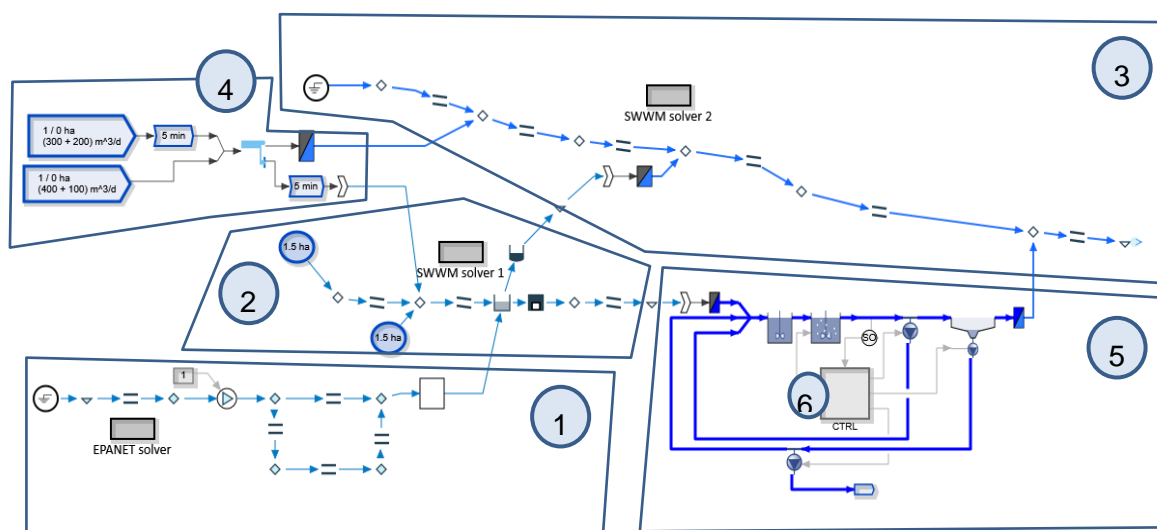 3
4
SWWM solver 2
1 / 0 ha
(300 + 200) m^3/d
5 min
1 / 0 ha
(400 + 100) m^3/d
5 min
1.5 ha
SWWM solver 1
2
1.5 ha
SO
5
1
6
1
CTRL
EPANET solver